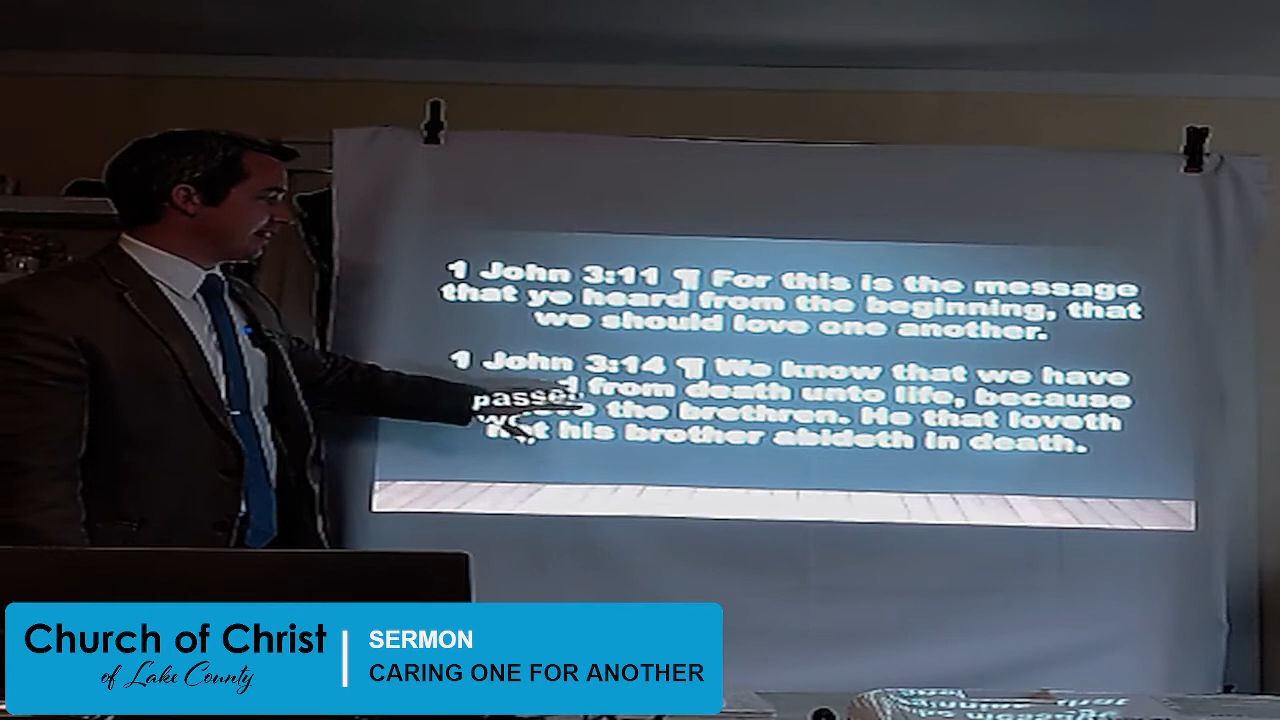 1 John 3:11 ¶ For this is the message
that ye heard from the beginning, that
we should love one another.
1 John 3:14 ¶ We know that we have
from death unto life, because
the brethren. He that loveth
his brother abideth in death.
Church of Christ
of Lake County
SERMON
CARING ONE FOR ANOTHER